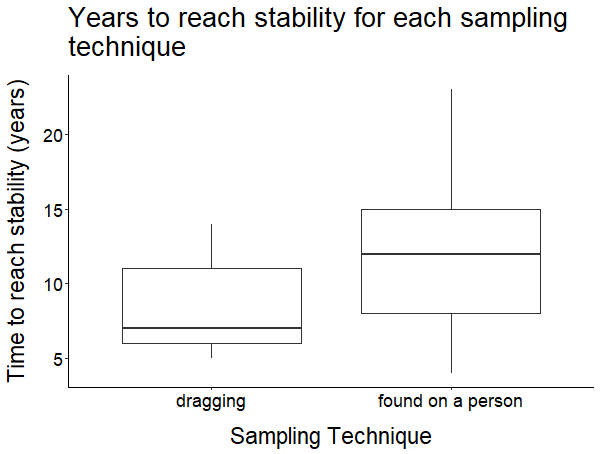 Years to reach stability for each sampling
technique
Time to reach stability (years)
20
15
10
5
dragging
found on a person
Sampling Technique